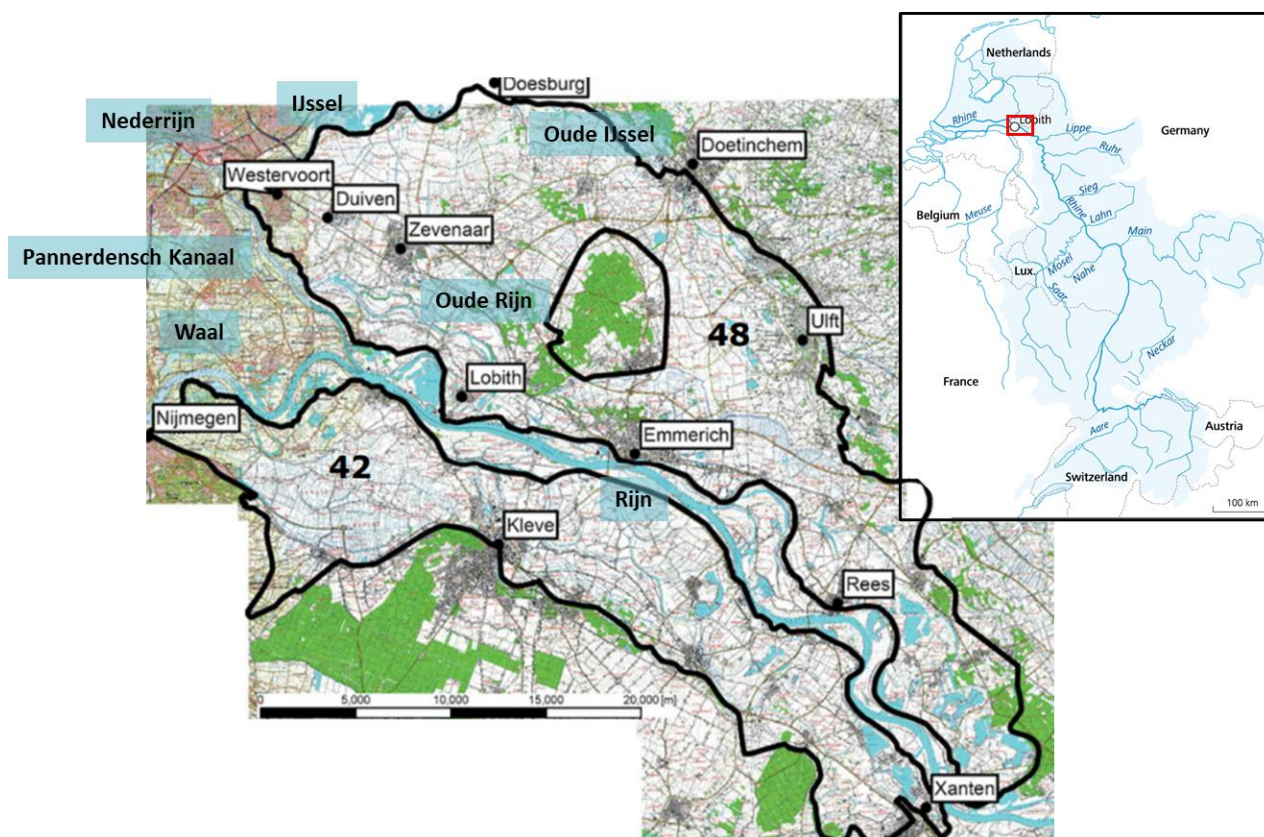 Doesburg
IJssel
Nederrijn
Oude IJssel
Doetinchem
Westervoort
Duiven
Zevenaar
Pannerdensch Kanaal
Oude Rijn
Waal
48
Ulft
Lobith
Nijmegen
Emmerich
42
Rijn
Kleve
Rees
0 5,000 10,000 15,000 20,000 [m]
Xanten
Netherlands
Rhine
Lobith
Lippe
Germany
Ruhr
Sieg
Belgium
Meuse
Rhine
Lahn
Main
Lux.
Mosel
Nahe
Saar
Neckar
France
Aare
Austria
Switzerland
100 km